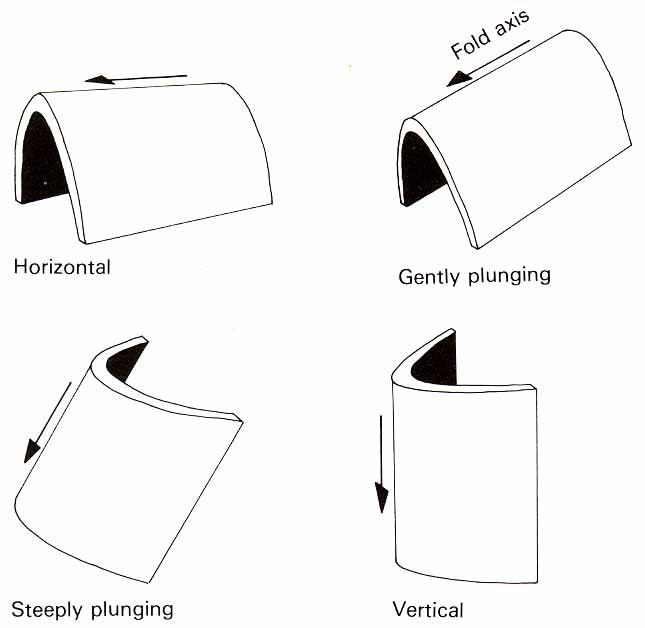 Fold axis
Horizontal
Gently plunging
Steeply plunging
Vertical